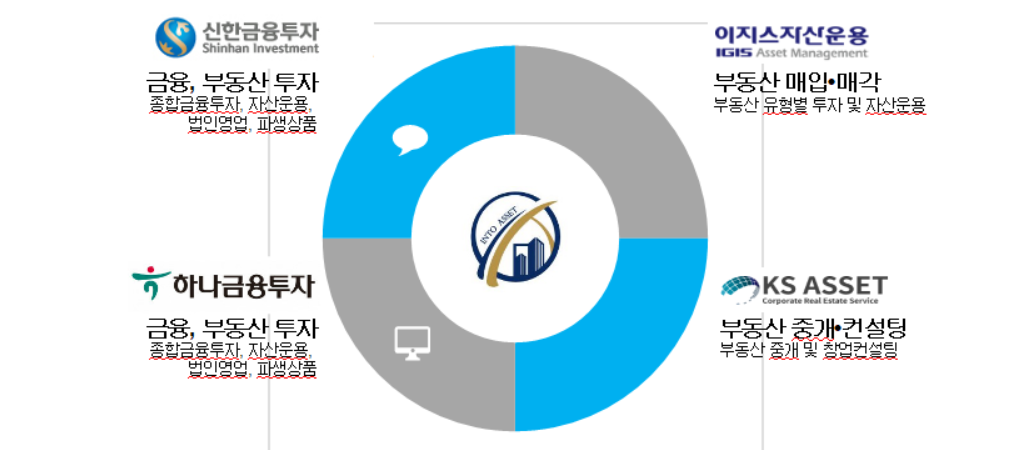 신한금융투자
Shinhan Investment
금융, 부동산 투자
종합금융투자, 자산운용,
법인영업, 파생상품
이지스자산운용
IGIS Asset Management
부동산 매입•매각
부동산 유형별 투자 및 자산운용
INTO ASSET
하나금융투자
금융, 부동산 투자
종합금융투자, 자산운용,
법인영업, 파생상품
KS ASSET
Corporate Real Estate Service
부동산 중개•컨설팅
부동산 중개 및 창업컨설팅